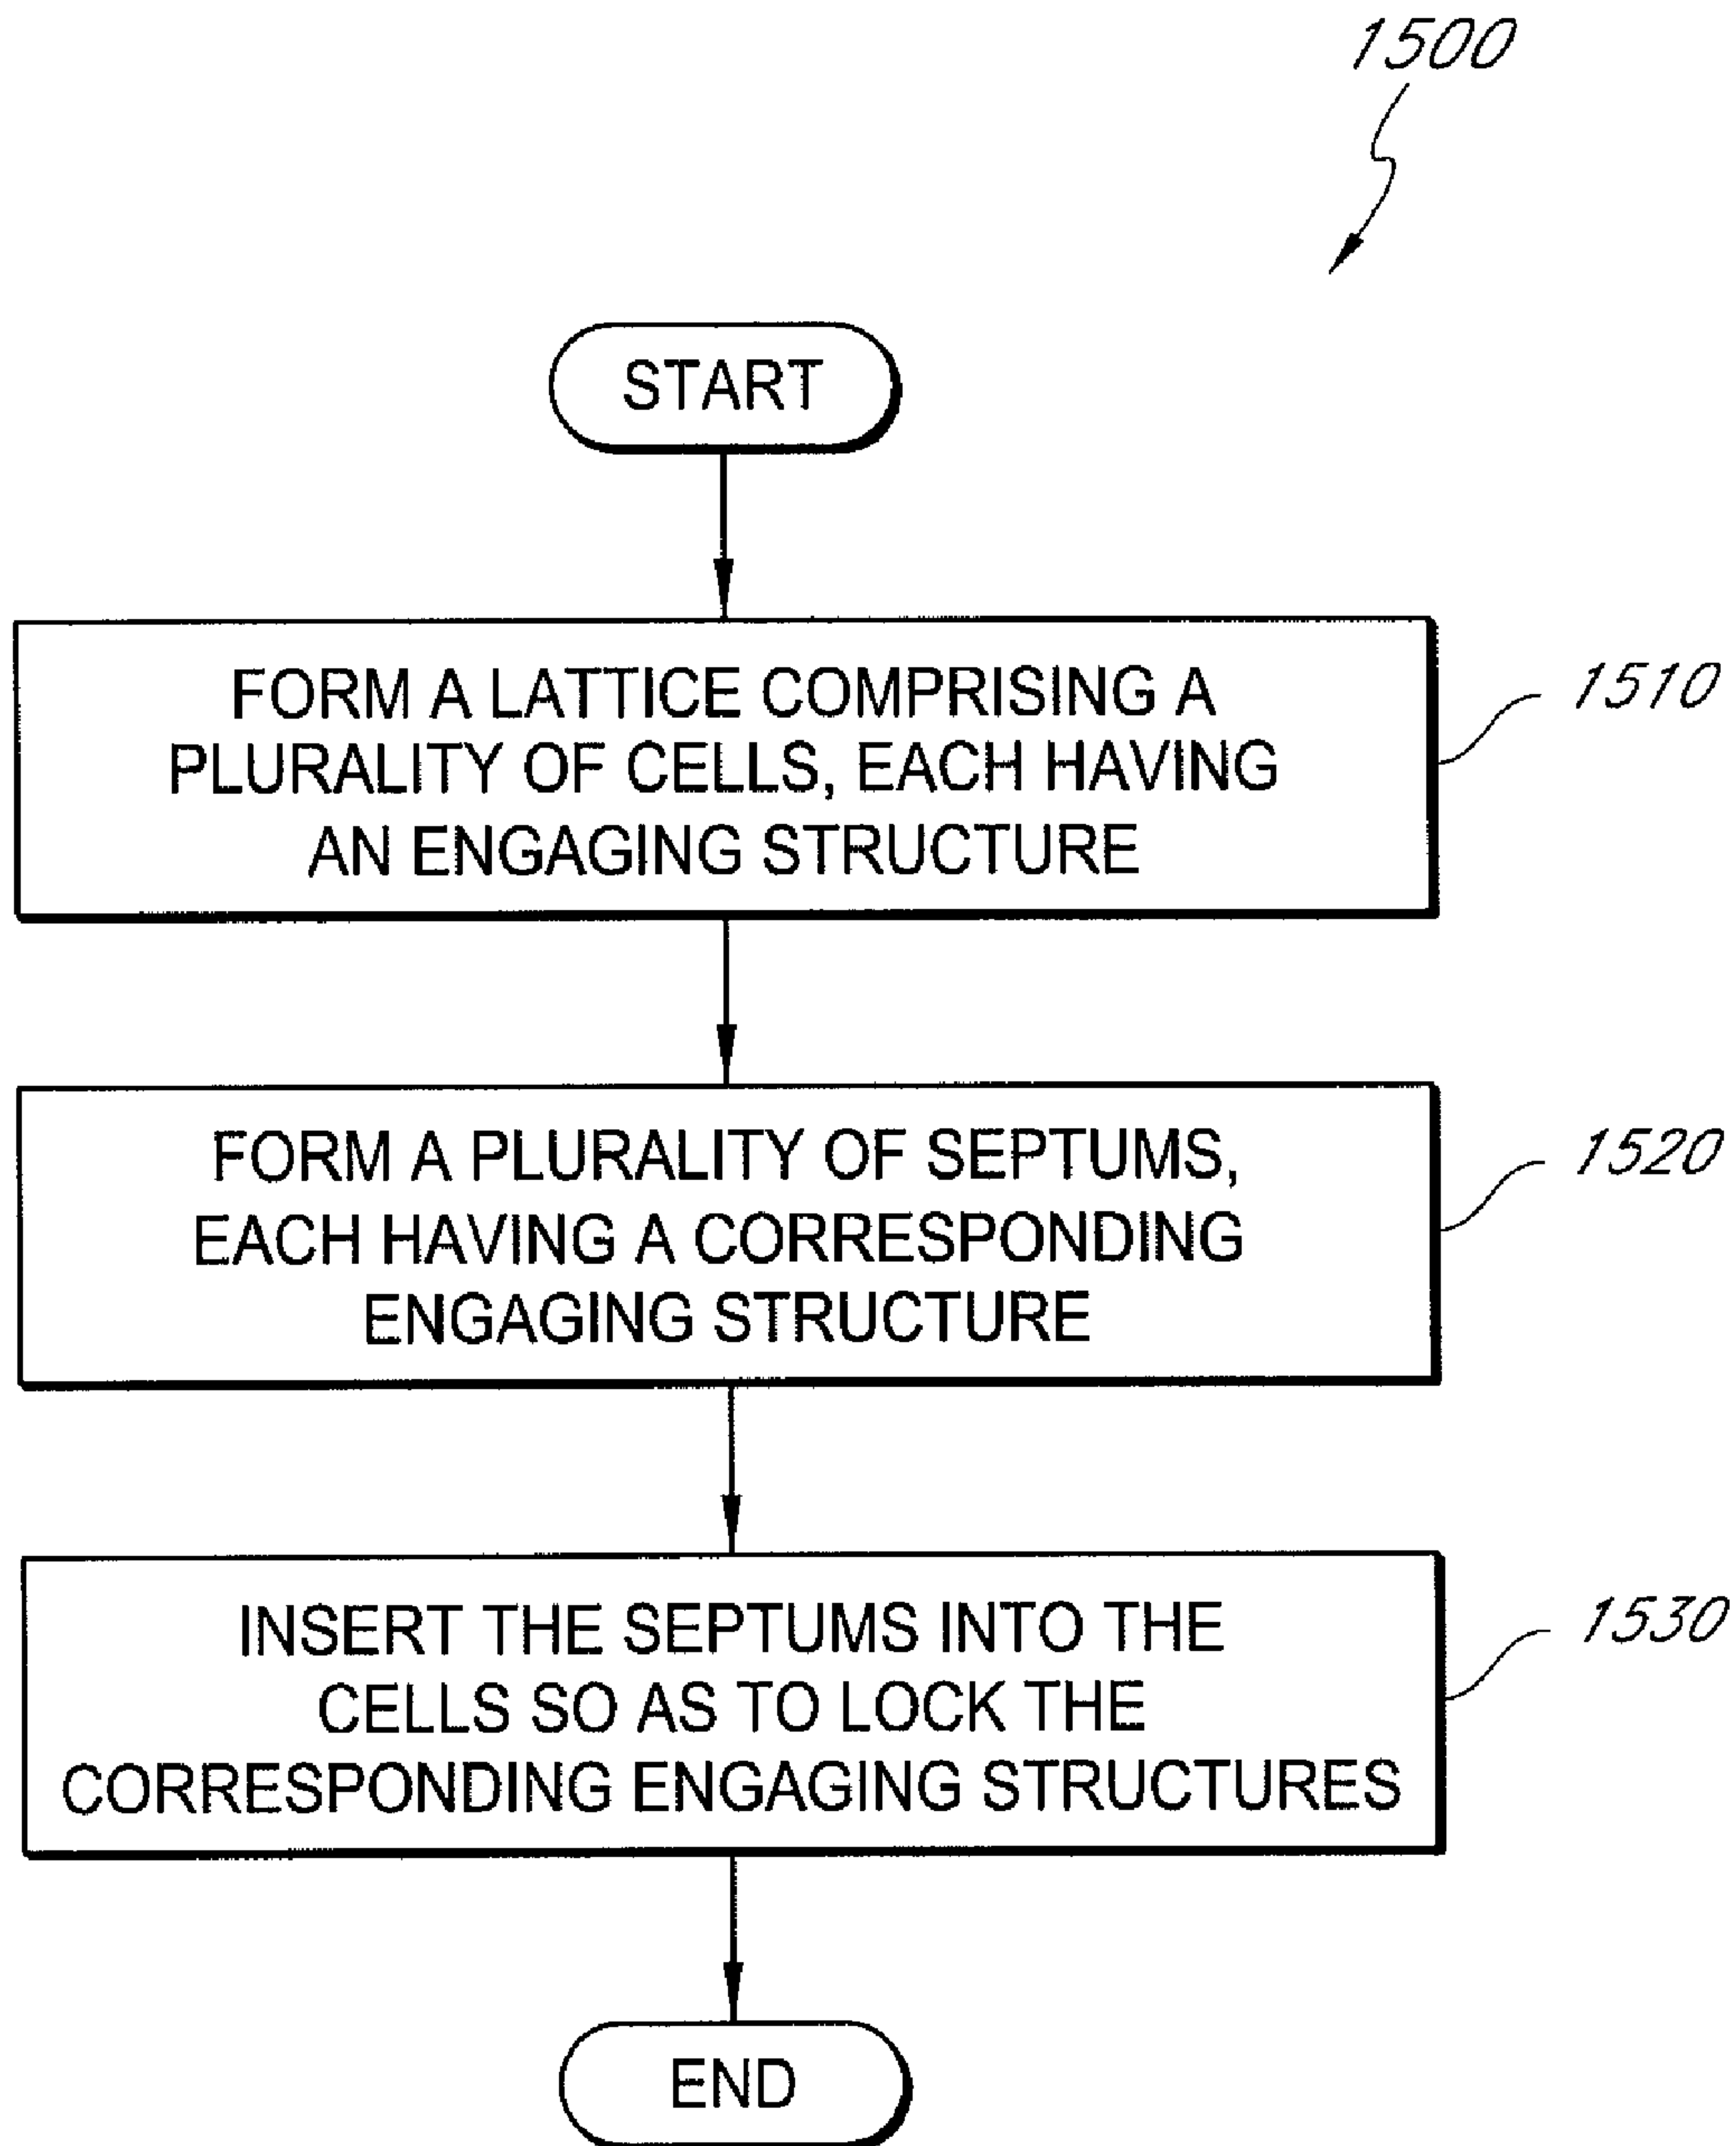 1500
START
FORM A LATTICE COMPRISING A
PLURALITY OF CELLS, EACH HAVING
AN ENGAGING STRUCTURE
1510
FORM A PLURALITY OF SEPTUMS,
EACH HAVING A CORRESPONDING
ENGAGING STRUCTURE
1520
INSERT THE SEPTUMS INTO THE
CELLS SO AS TO LOCK THE
CORRESPONDING ENGAGING STRUCTURES
1530
END